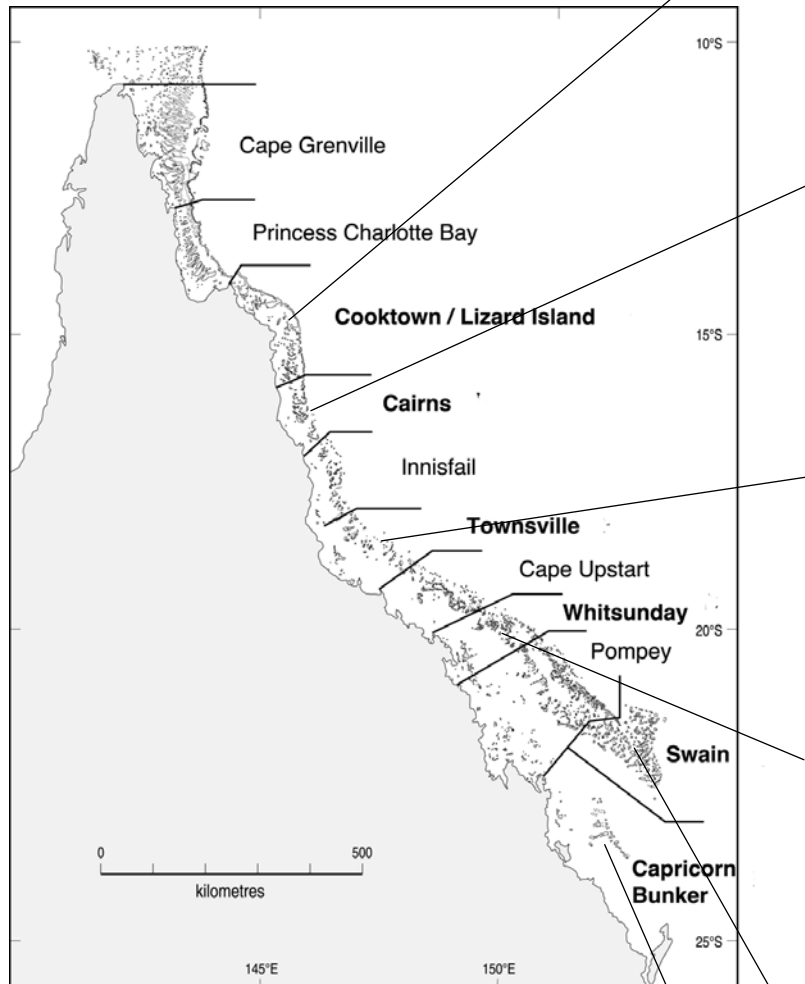 10°S
Cape Grenville
Princess Charlotte Bay
Cooktown / Lizard Island
15°S
Cairns
Innisfail
Townsville
Cape Upstart
Whitsunday
20°S
Pompey
Swain
0 500
kilometres
Capricorn
Bunker
25°S
145°E 150°E